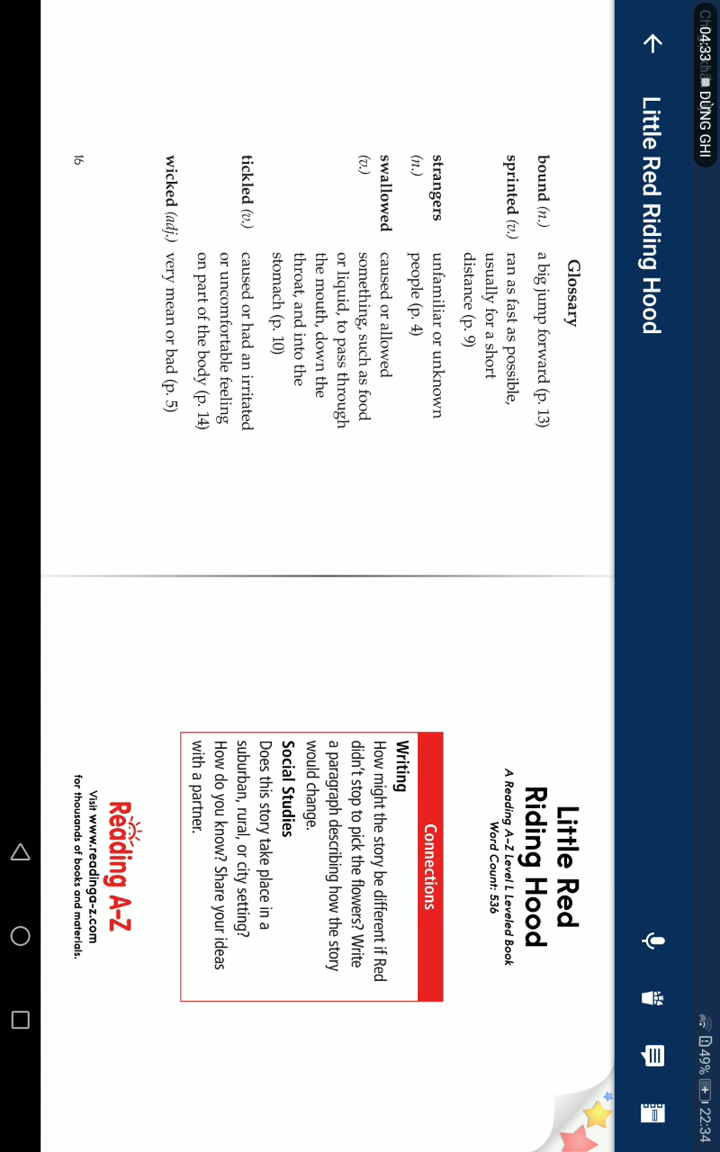 04:33
DỪNG GHI
49%
22:34
Little Red Riding Hood
Glossary
bound (n.) a big jump forward (p. 13)
sprinted (v.) ran as fast as possible,
usually for a short
distance (p. 9)
strangers unfamiliar or unknown
(n.) people (p. 4)
swallowed caused or allowed
(v.) something, such as food
or liquid, to pass through
the mouth, down the
throat, and into the
stomach (p. 10)
tickled (v.) caused or had an irritated
or uncomfortable feeling
on part of the body (p. 14)
wicked (adj.) very mean or bad (p. 5)
16
Little Red
Riding Hood
A Reading A–Z Level L Leveled Book
Word Count: 536
Connections
Writing
How might the story be different if Red
didn't stop to pick the flowers? Write
a paragraph describing how the story
would change.
Social Studies
Does this story take place in a
suburban, rural, or city setting?
How do you know? Share your ideas
with a partner.
Reading A-Z
Visit www.readinga-z.com
for thousands of books and materials.